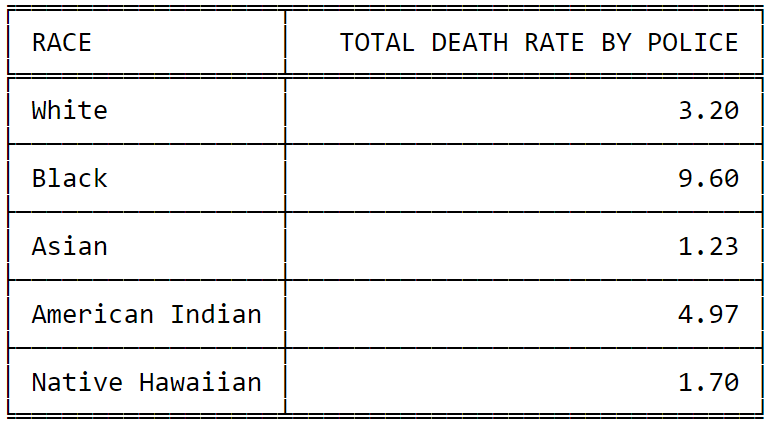 RACE TOTAL DEATH RATE BY POLICE
White 3.20
Black 9.60
Asian 1.23
American Indian 4.97
Native Hawaiian 1.70